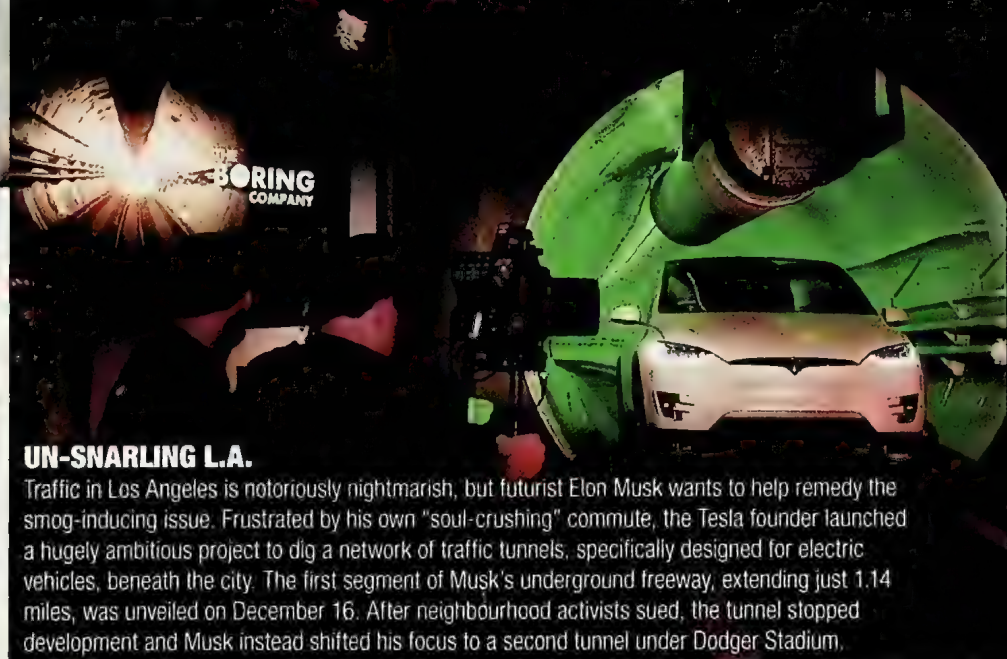 BORING
COMPANY
UN-SNARLING L.A.
Traffic in Los Angeles is notoriously nightmarish, but futurist Elon Musk wants to help remedy the
smog-inducing issue. Frustrated by his own "soul-crushing" commute, the Tesla founder launched
a hugely ambitious project to dig a network of traffic tunnels, specifically designed for electric
vehicles, beneath the city. The first segment of Musk's underground freeway, extending just 1.14
miles, was unveiled on December 16. After neighbourhood activists sued, the tunnel stopped
development and Musk instead shifted his focus to a second tunnel under Dodger Stadium.